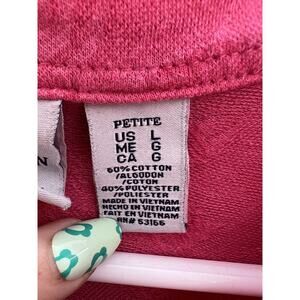 PETITE
US L
ME G
CA G
60% COTTON
/ALGODON
/COTON
40% POLYESTER
/POLIESTER
MADE IN VIETNAM
HECHO EN VIETNAM
FAIT EN VIETNAM
RN# 53166
N